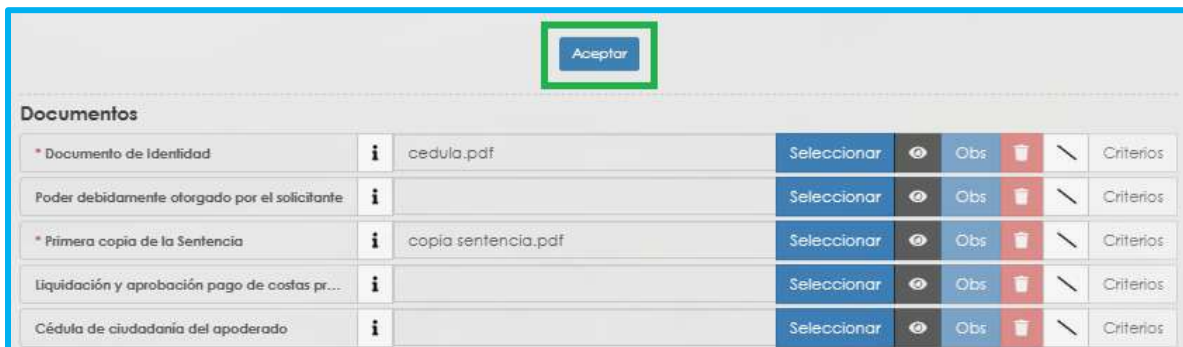 Aceptar
Documentos
* Documento de Identidad i cedula.pdf Seleccionar Obs Criterios
Poder debidamente otorgado por el solicitante i Seleccionar Obs Criterios
* Primera copia de la Sentencia i copia sentencia.pdf Seleccionar Obs Criterios
Liquidación y aprobación pago de costas pr... i Seleccionar Obs Criterios
Cédula de ciudadanía del apoderado i Seleccionar Obs Criterios